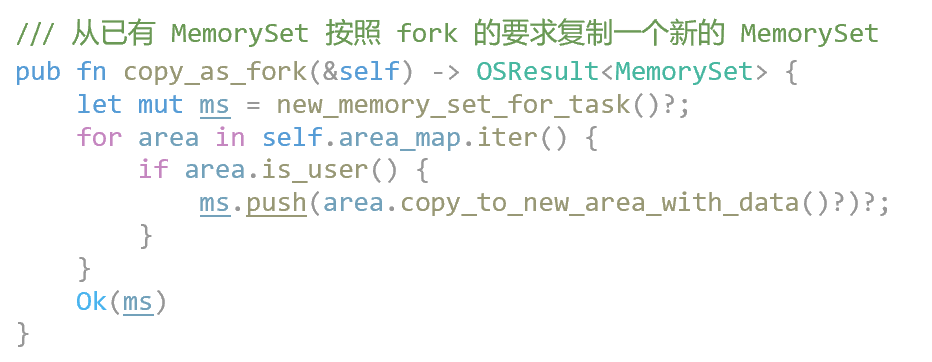 /// 从已有 MemorySet 按照 fork 的要求复制一个新的 MemorySet
pub fn copy_as_fork(&self) -> OSResult<MemorySet> {
    let mut ms = new_memory_set_for_task()?;
    for area in self.area_map.iter() {
        if area.is_user() {
            ms.push(area.copy_to_new_area_with_data()?)?;
        }
    }
    Ok(ms)
}